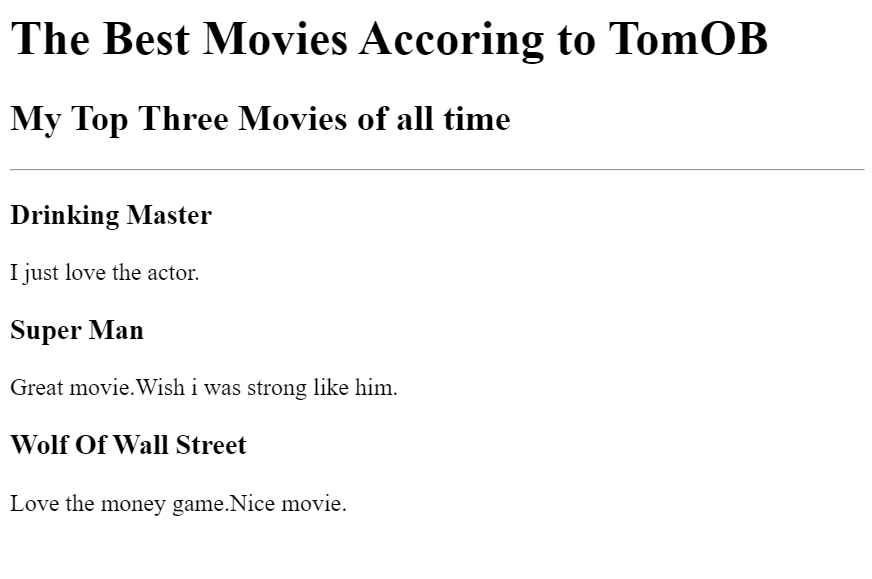 The Best Movies Accoring to TomOB
My Top Three Movies of all time
Drinking Master
I just love the actor.
Super Man
Great movie.Wish i was strong like him.
Wolf Of Wall Street
Love the money game.Nice movie.